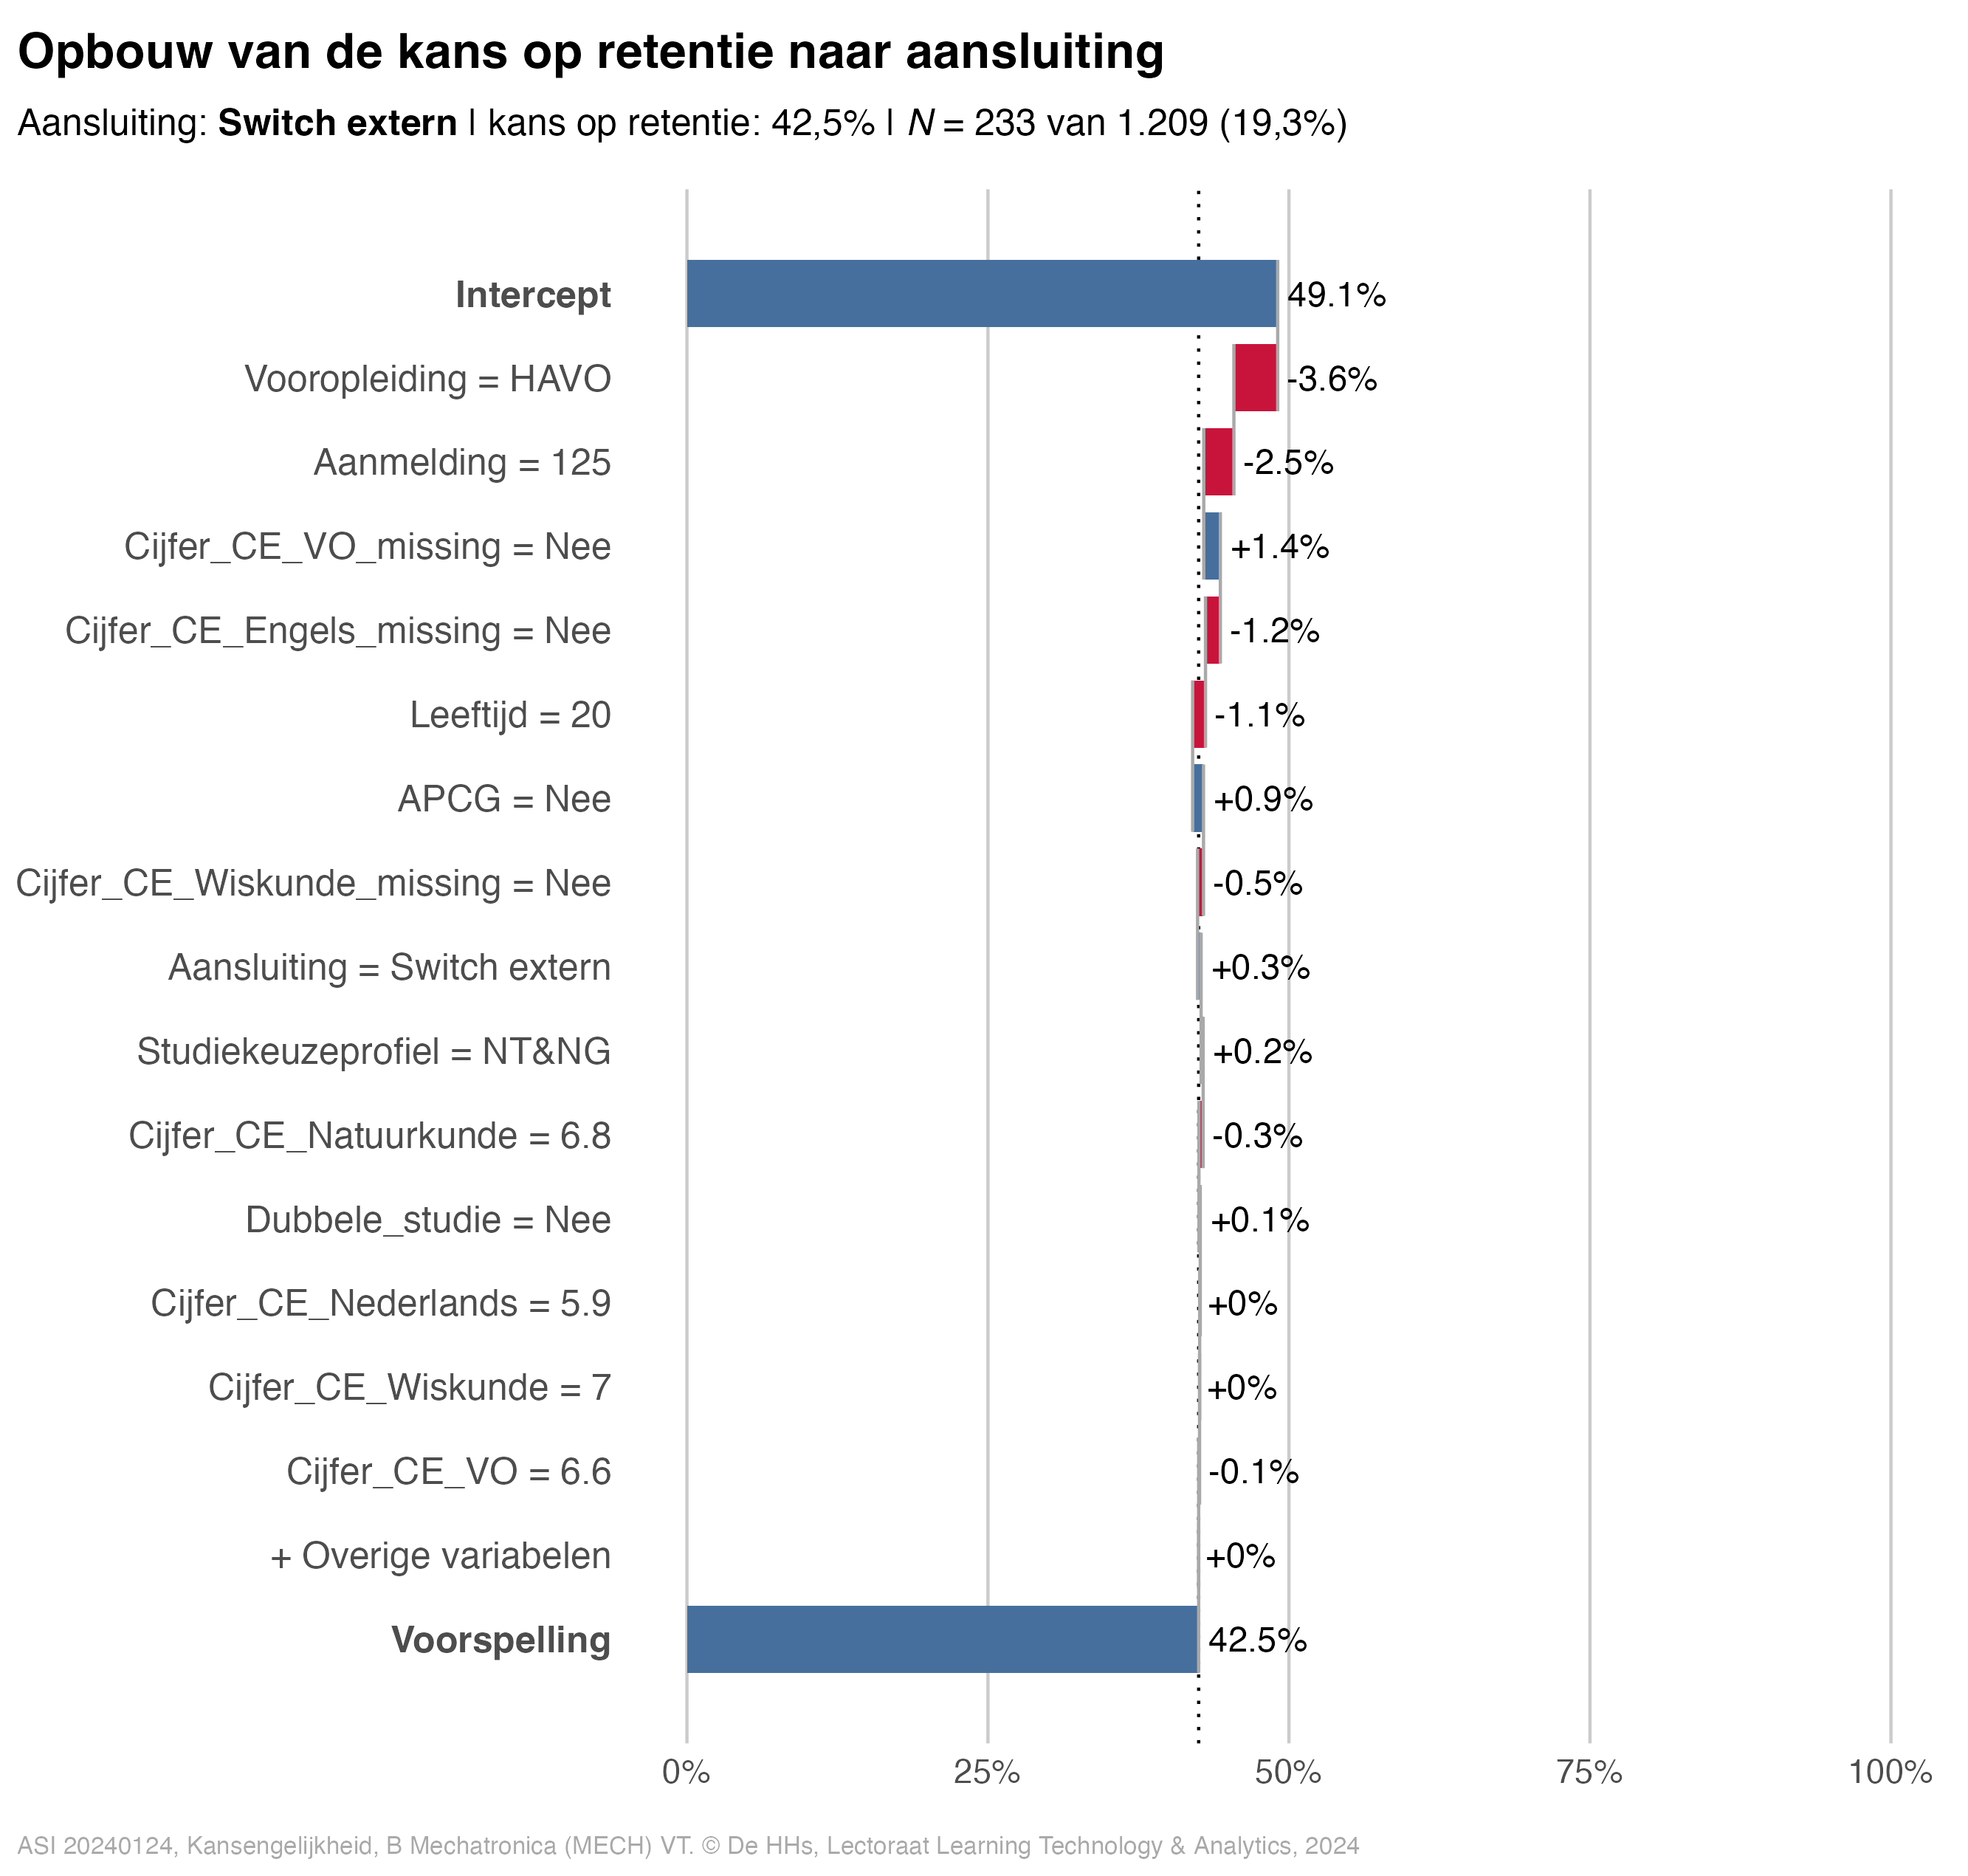 Opbouw van de kans op retentie naar aansluiting
Aansluiting: Switch extern | kans op retentie: 42,5% | N = 233 van 1.209 (19,3%)
Intercept 49.1%
Vooropleiding = HAVO -3.6%
Aanmelding = 125 -2.5%
Cijfer_CE_VO_missing = Nee +1.4%
Cijfer_CE_Engels_missing = Nee -1.2%
Leeftijd = 20 -1.1%
APCG = Nee +0.9%
Cijfer_CE_Wiskunde_missing = Nee -0.5%
Aansluiting = Switch extern +0.3%
Studiekeuzeprofiel = NT&NG +0.2%
Cijfer_CE_Natuurkunde = 6.8 -0.3%
Dubbele_studie = Nee +0.1%
Cijfer_CE_Nederlands = 5.9 +0%
Cijfer_CE_Wiskunde = 7 +0%
Cijfer_CE_VO = 6.6 -0.1%
+ Overige variabelen +0%
Voorspelling 42.5%
0% 25% 50% 75% 100%
ASI 20240124, Kansengelijkheid, B Mechatronica (MECH) VT. © De HHs, Lectoraat Learning Technology & Analytics, 2024